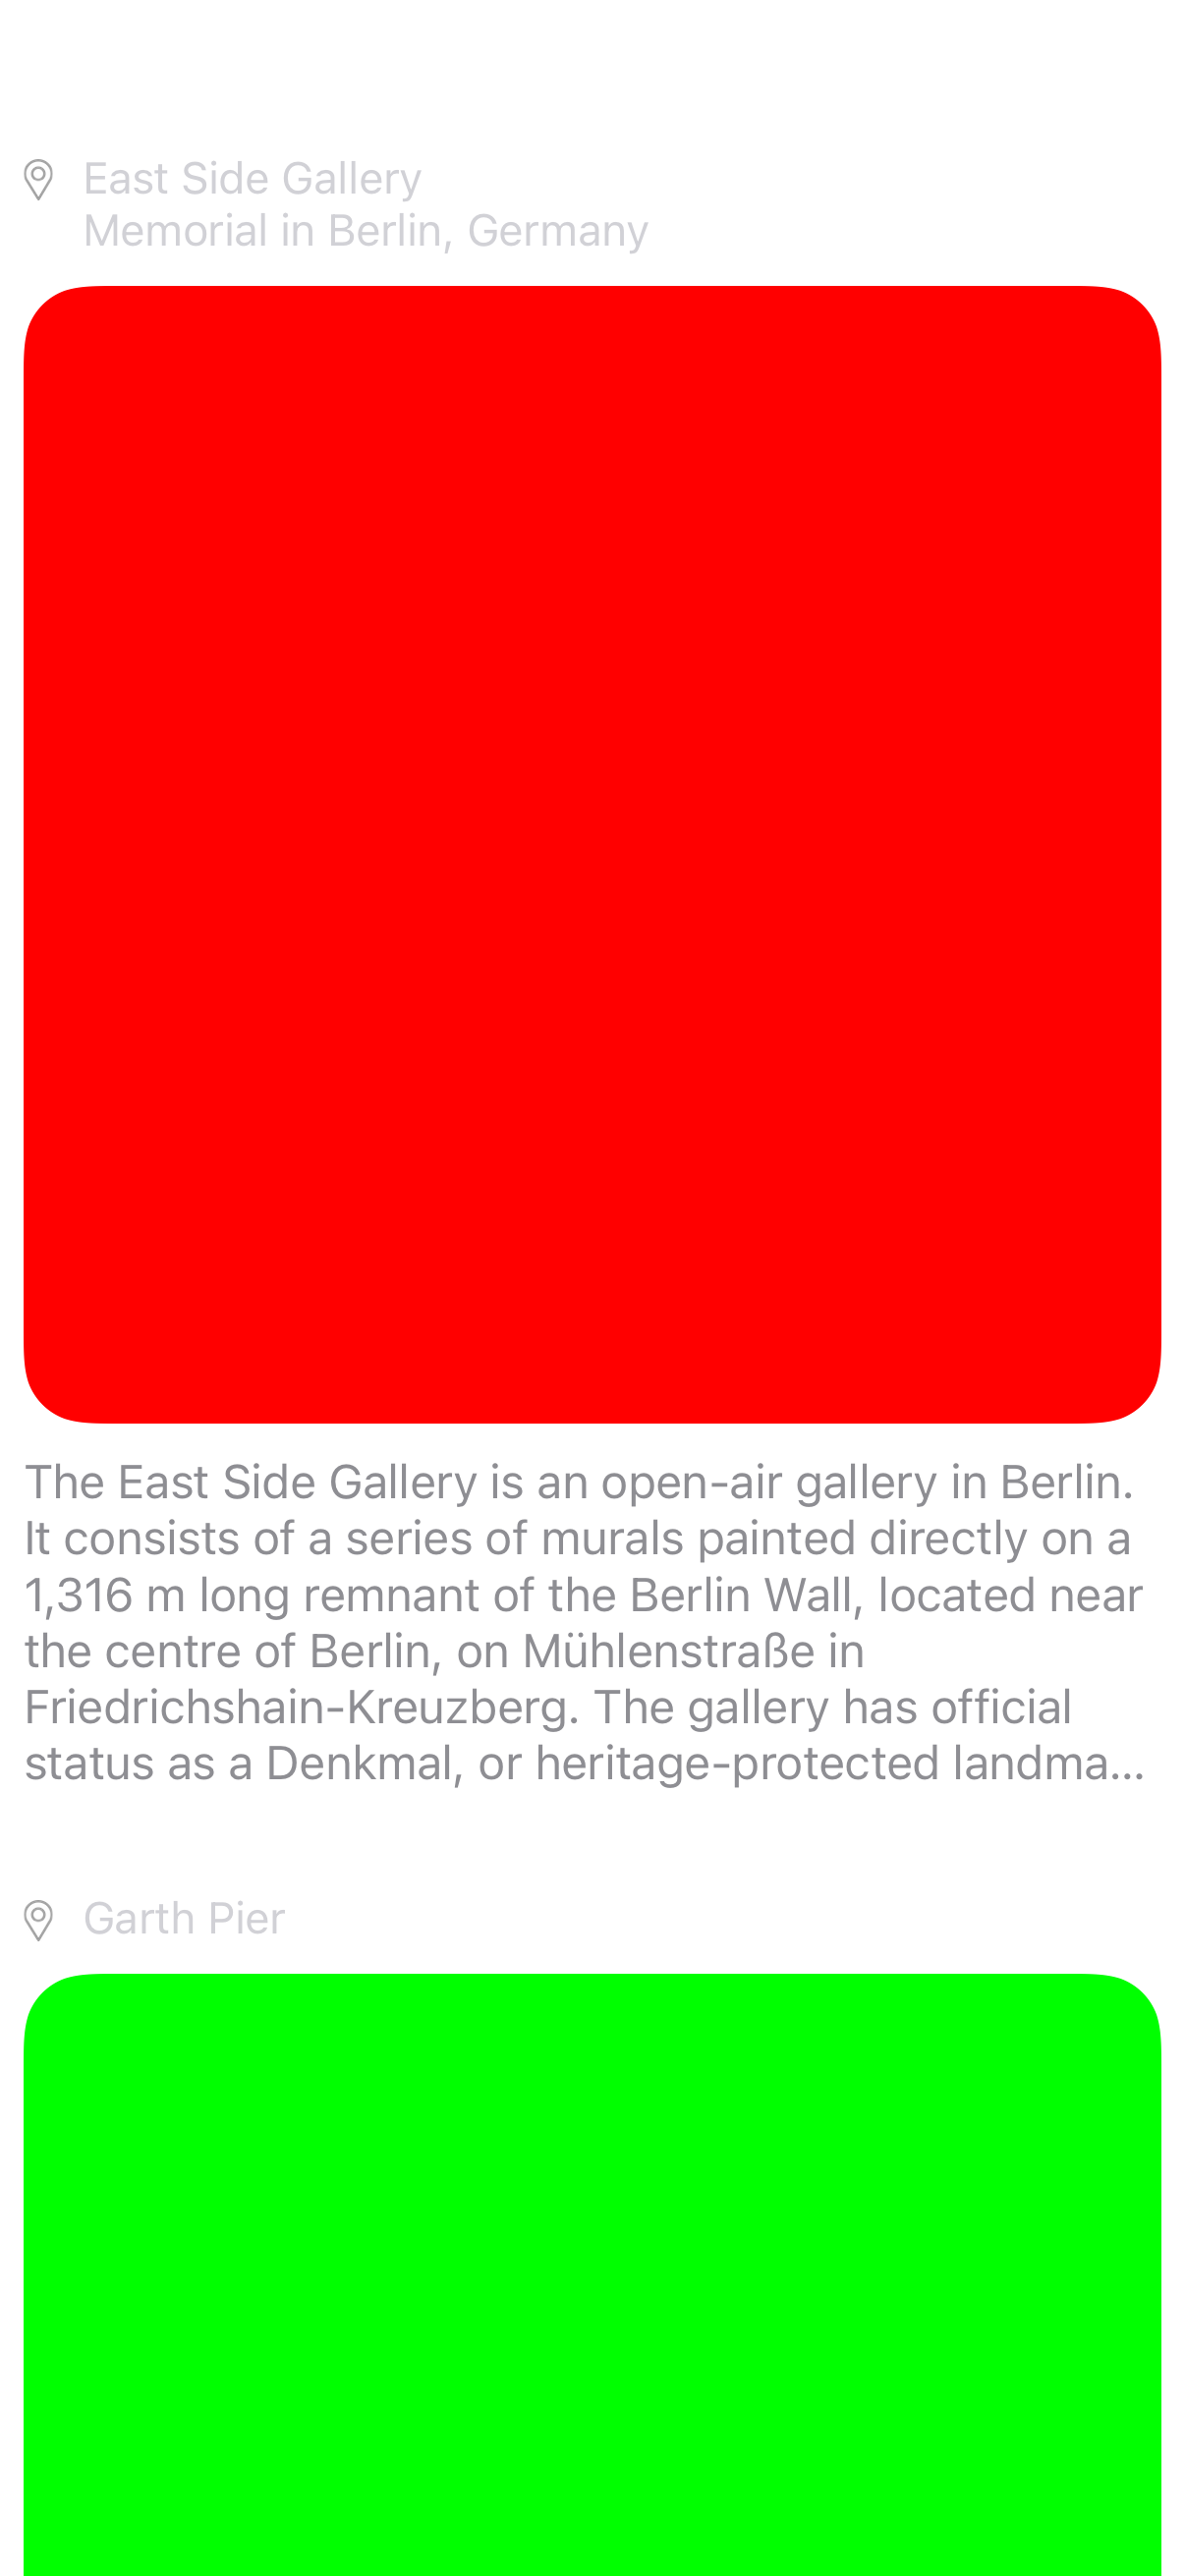 East Side Gallery
Memorial in Berlin, Germany
The East Side Gallery is an open-air gallery in Berlin.
It consists of a series of murals painted directly on a
1,316 m long remnant of the Berlin Wall, located near
the centre of Berlin, on Mühlenstraße in
Friedrichshain-Kreuzberg. The gallery has official
status as a Denkmal, or heritage-protected landma...
Garth Pier